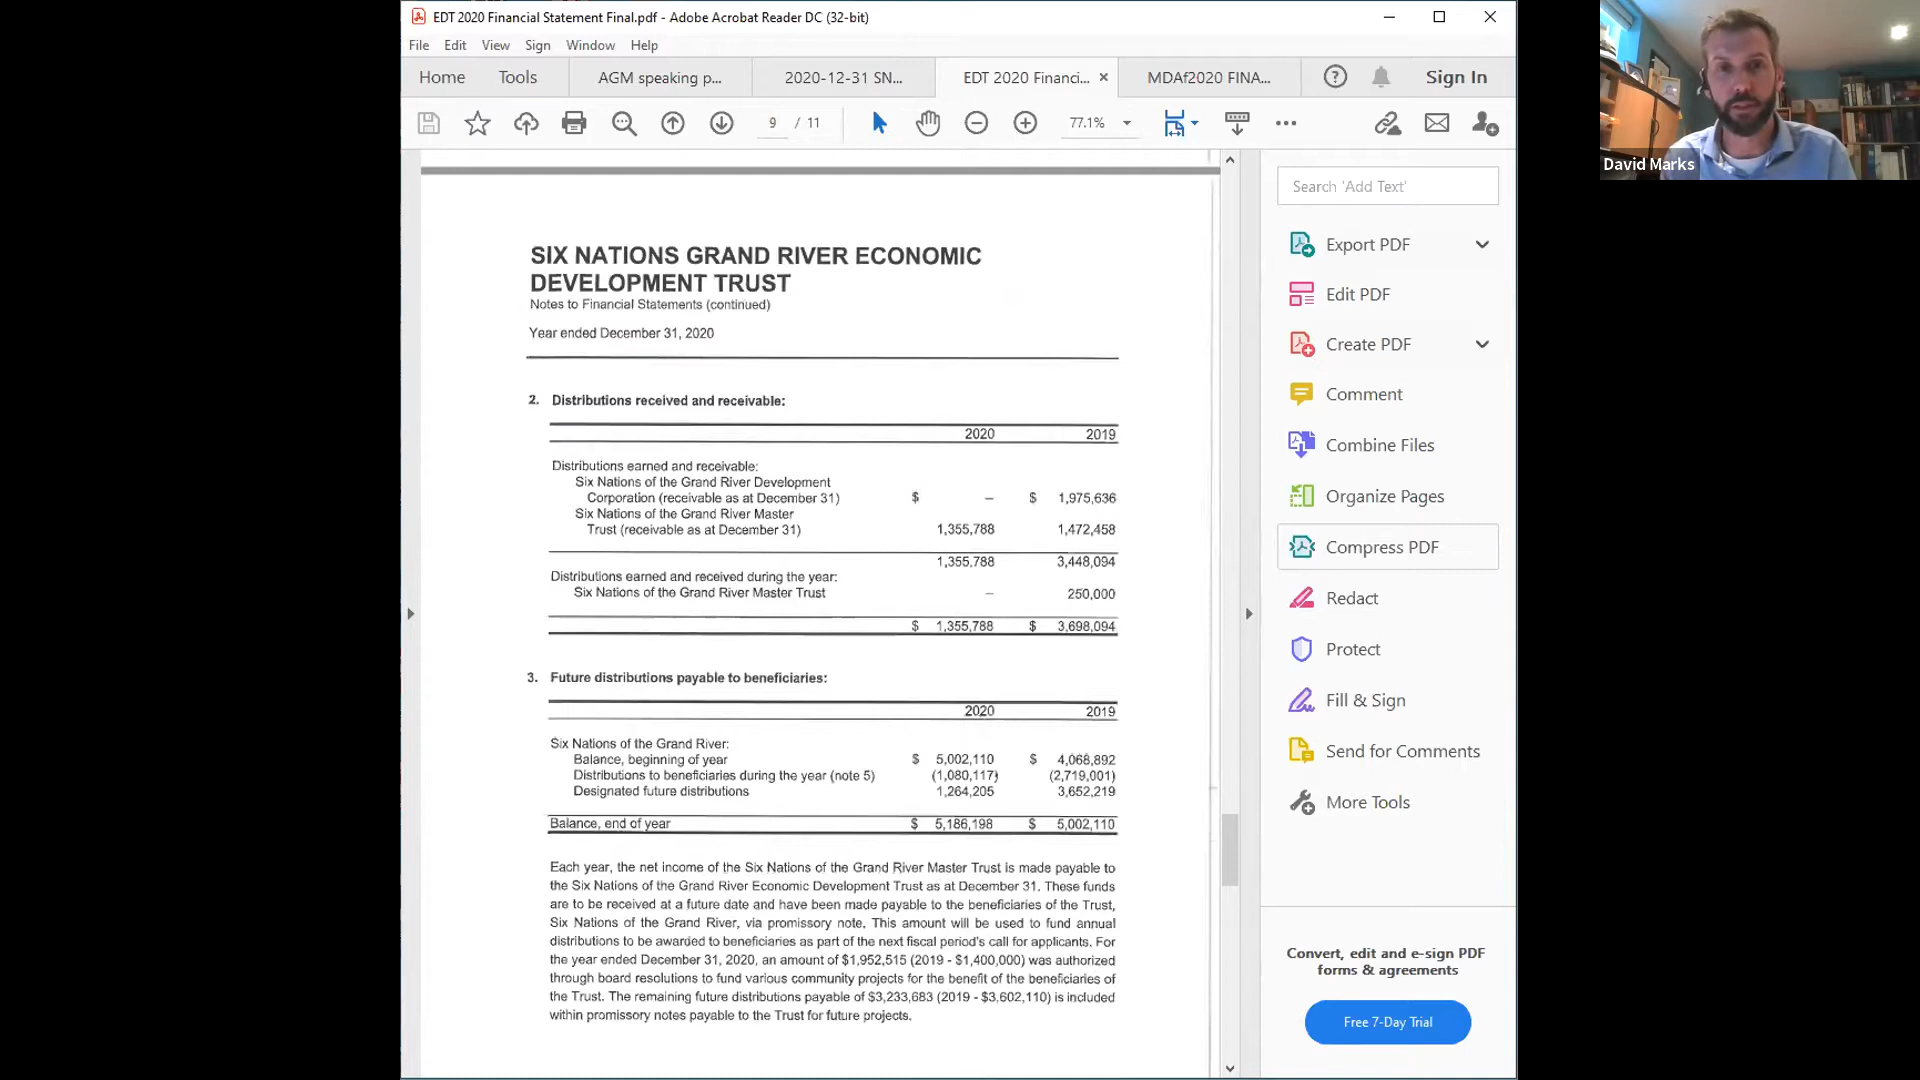 EDT 2020 Financial Statement Final.pdf - Adobe Acrobat Reader DC (32-bit)
File Edit View Sign Window Help
Home Tools AGM speaking p... 2020-12-31 SN... EDT 2020 Financi... × MDAf2020 FINA... Sign In
9 / 11 77.1%
David Marks
SIX NATIONS GRAND RIVER ECONOMIC
DEVELOPMENT TRUST
Notes to Financial Statements (continued)
Year ended December 31, 2020
2. Distributions received and receivable:
2020 2019
Distributions earned and receivable:
Six Nations of the Grand River Development
Corporation (receivable as at December 31) $ – $ 1,975,636
Six Nations of the Grand River Master
Trust (receivable as at December 31) 1,355,788 1,472,458
1,355,788 3,448,094
Distributions earned and received during the year:
Six Nations of the Grand River Master Trust – 250,000
$ 1,355,788 $ 3,698,094
3. Future distributions payable to beneficiaries:
2020 2019
Six Nations of the Grand River:
Balance, beginning of year $ 5,002,110 $ 4,068,892
Distributions to beneficiaries during the year (note 5) (1,080,117) (2,719,001)
Designated future distributions 1,264,205 3,652,219
Balance, end of year $ 5,186,198 $ 5,002,110
Each year, the net income of the Six Nations of the Grand River Master Trust is made payable to
the Six Nations of the Grand River Economic Development Trust as at December 31. These funds
are to be received at a future date and have been made payable to the beneficiaries of the Trust,
Six Nations of the Grand River, via promissory note. This amount will be used to fund annual
distributions to be awarded to beneficiaries as part of the next fiscal period's call for applicants. For
the year ended December 31, 2020, an amount of $1,952,515 (2019 - $1,400,000) was authorized
through board resolutions to fund various community projects for the benefit of the beneficiaries of
the Trust. The remaining future distributions payable of $3,233,683 (2019 - $3,602,110) is included
within promissory notes payable to the Trust for future projects.
Search 'Add Text'
Export PDF
Edit PDF
Create PDF
Comment
Combine Files
Organize Pages
Compress PDF
Redact
Protect
Fill & Sign
Send for Comments
More Tools
Convert, edit and e-sign PDF
forms & agreements
Free 7-Day Trial